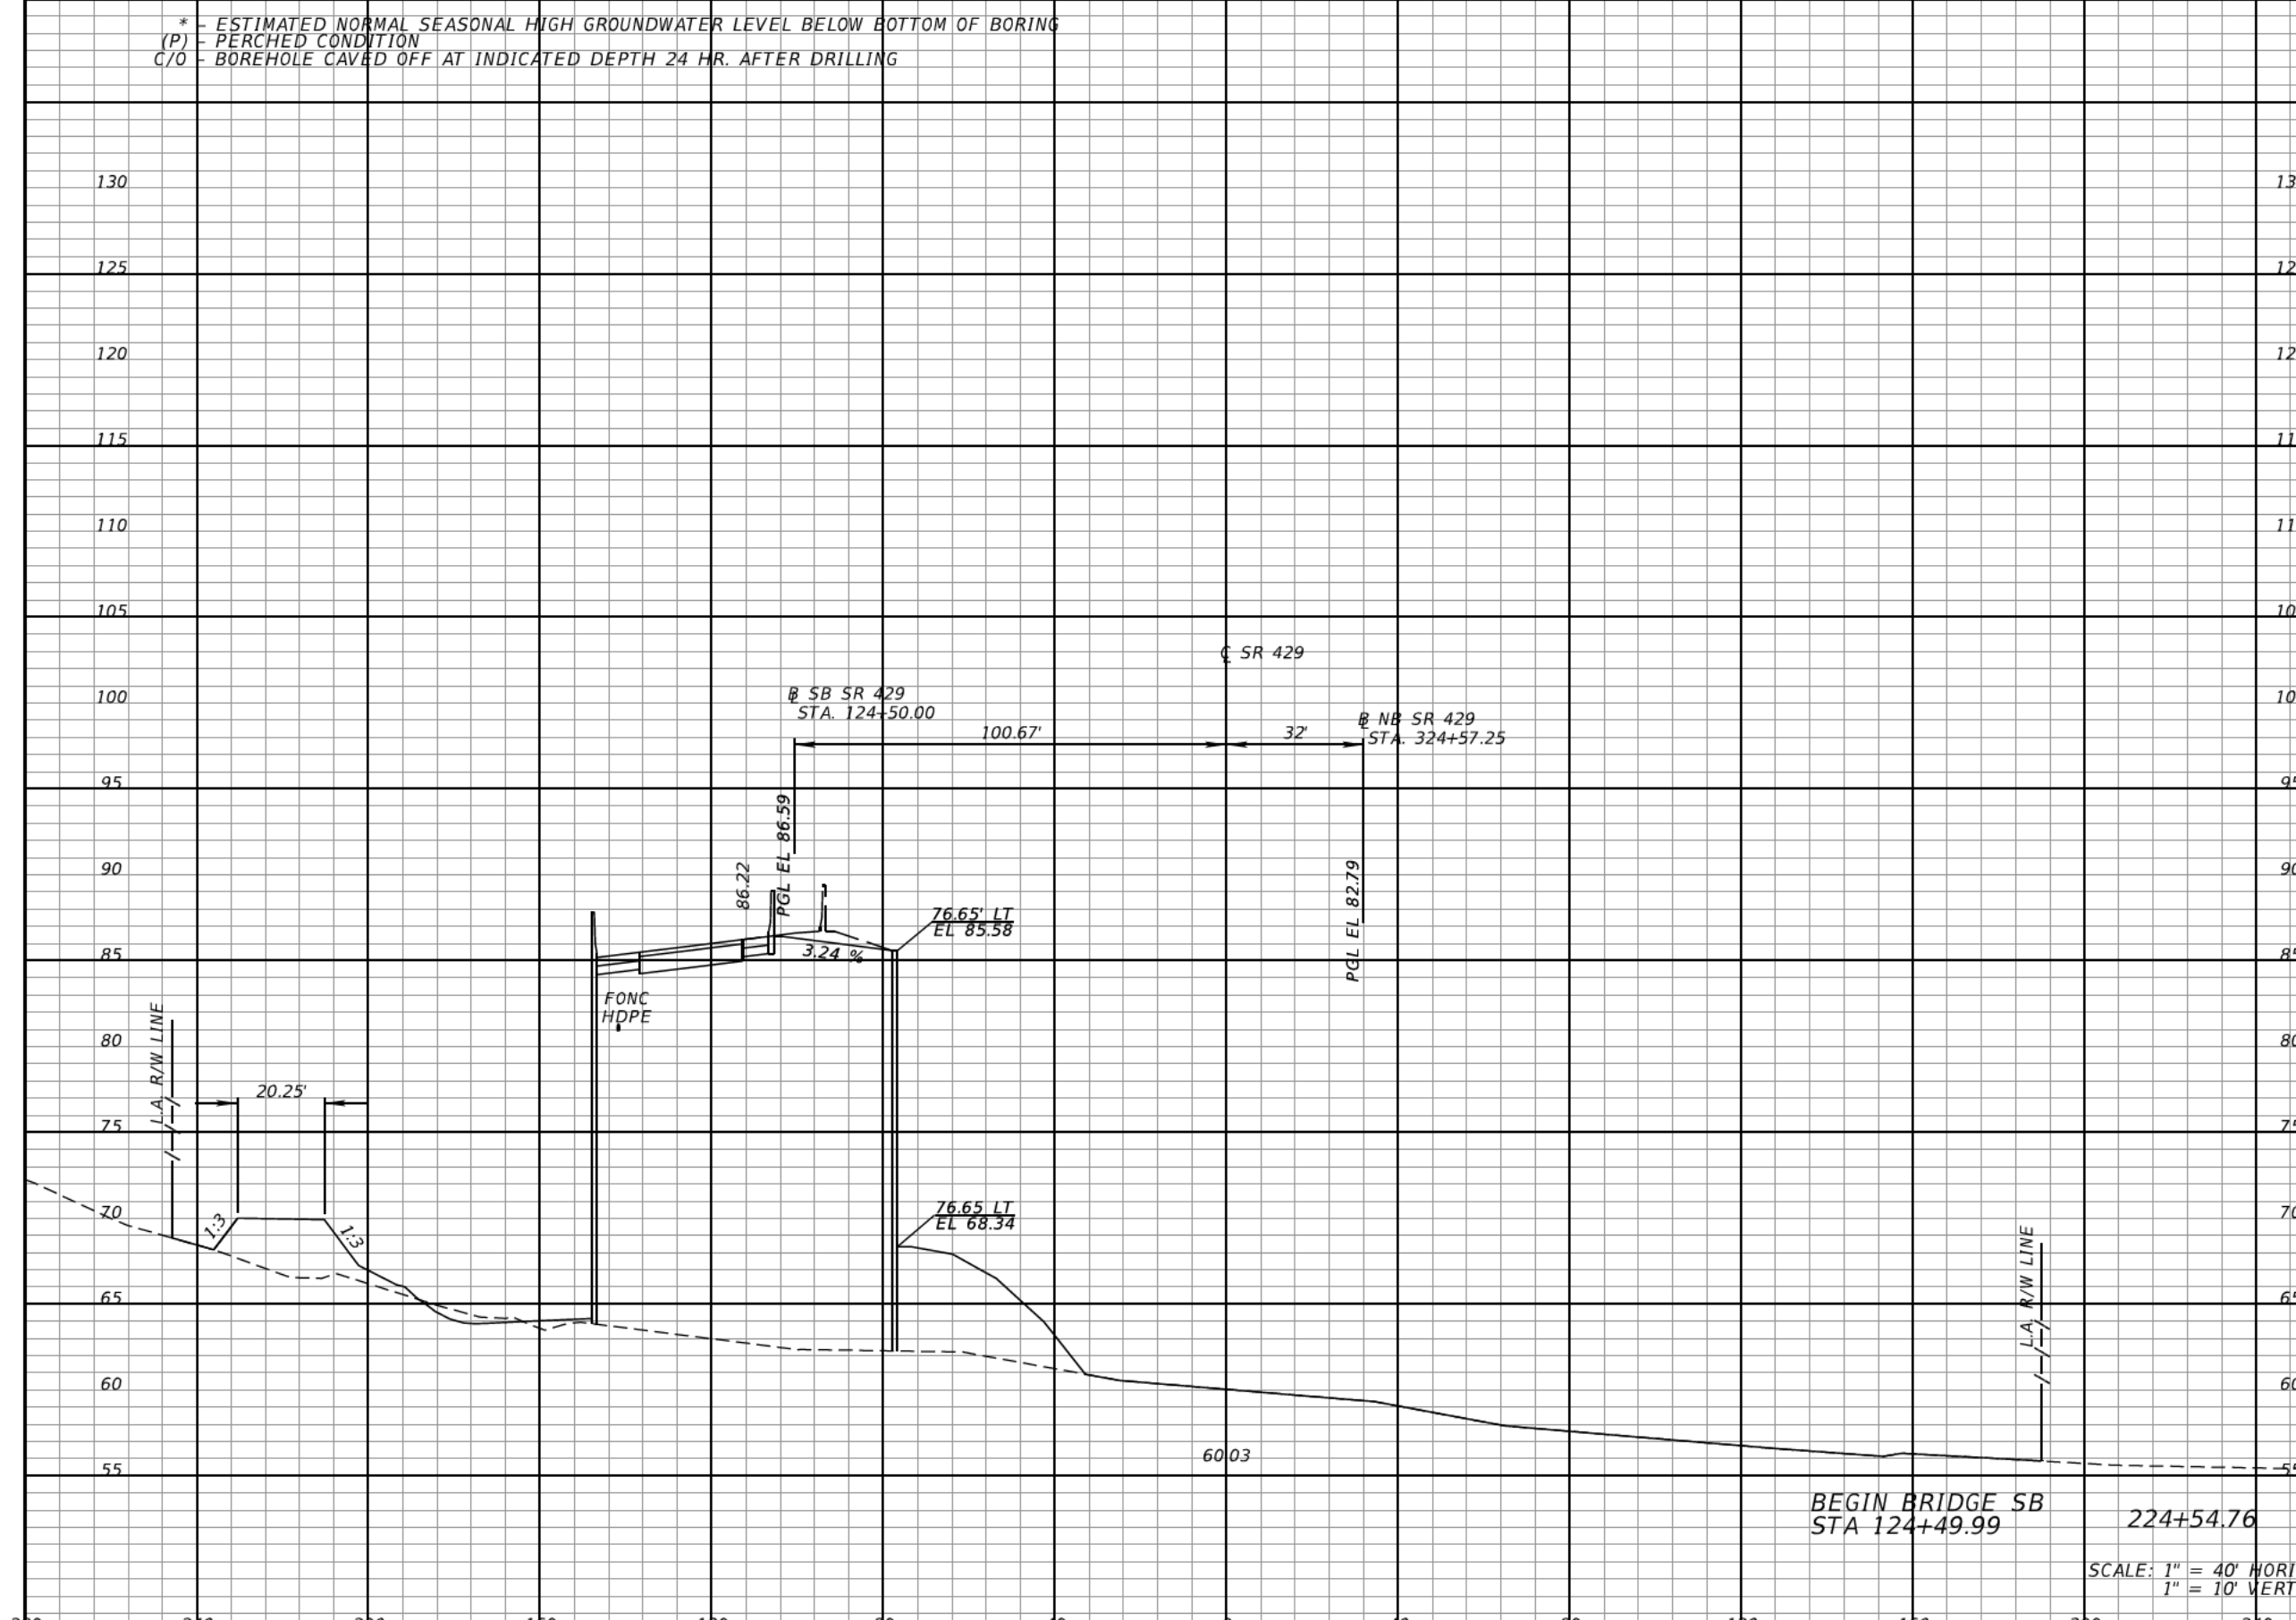 * - ESTIMATED NORMAL SEASONAL HIGH GROUNDWATER LEVEL BELOW BOTTOM OF BORING
(P) - PERCHED CONDITION
C/O - BOREHOLE CAVED OFF AT INDICATED DEPTH 24 HR. AFTER DRILLING
130
125
120
115
110
105
℄ SR 429
100
SB SR 429
STA. 124+50.00
100.67'
32'
NB SR 429
STA. 324+57.25
95
PGL EL 86.59
90
86.22
PGL EL 82.79
76.65' LT
EL 85.58
85
3.24 %
FONC
HDPE
L.A. R/W LINE
80
20.25'
75
70
1:3
1:3
76.65 LT
EL 68.34
L.A. R/W LINE
65
60
60.03
55
BEGIN BRIDGE SB
STA 124+49.99
224+54.76
SCALE: 1" = 40' HORI
1" = 10' VERT